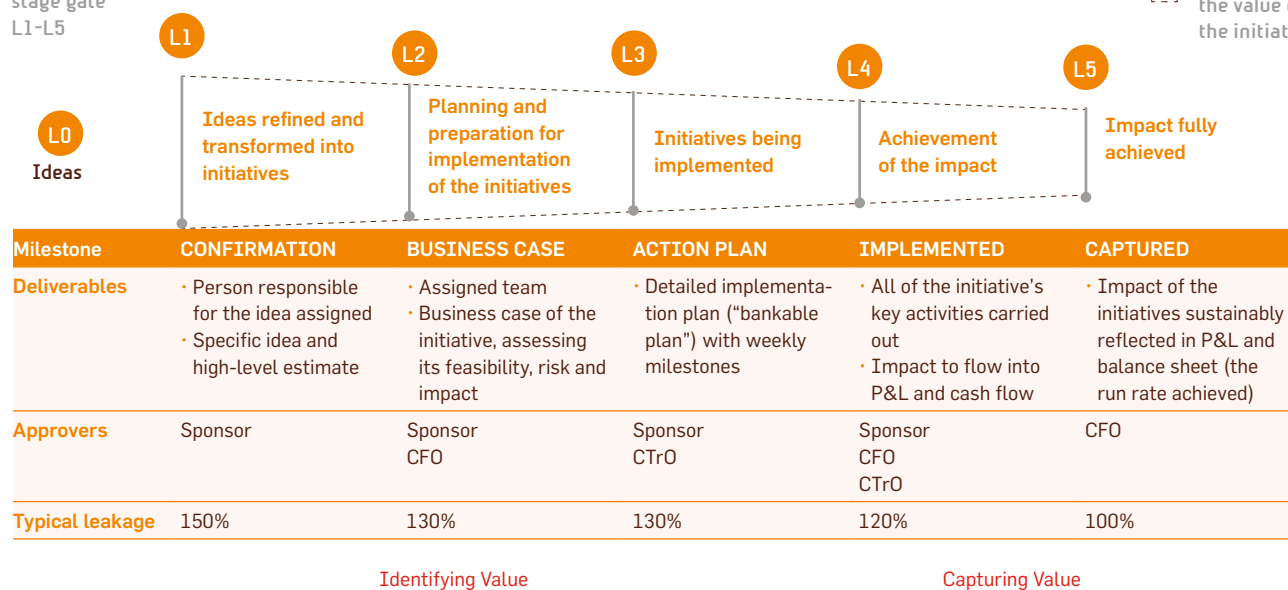 stage gate
L1-L5
the value
the initiat
L1
L2
L3
L4
L5
L0
Ideas
Ideas refined and
transformed into
initiatives
Planning and
preparation for
implementation
of the initiatives
Initiatives being
implemented
Achievement
of the impact
Impact fully
achieved
Milestone CONFIRMATION BUSINESS CASE ACTION PLAN IMPLEMENTED CAPTURED
Deliverables
· Person responsible
for the idea assigned
· Specific idea and
high-level estimate
· Assigned team
· Business case of the
initiative, assessing
its feasibility, risk and
impact
· Detailed implementa-
tion plan (“bankable
plan”) with weekly
milestones
· All of the initiative’s
key activities carried
out
· Impact to flow into
P&L and cash flow
· Impact of the
initiatives sustainably
reflected in P&L and
balance sheet (the
run rate achieved)
Approvers
Sponsor
Sponsor
CFO
Sponsor
CTrO
Sponsor
CFO
CTrO
CFO
Typical leakage 150% 130% 130% 120% 100%
Identifying Value
Capturing Value